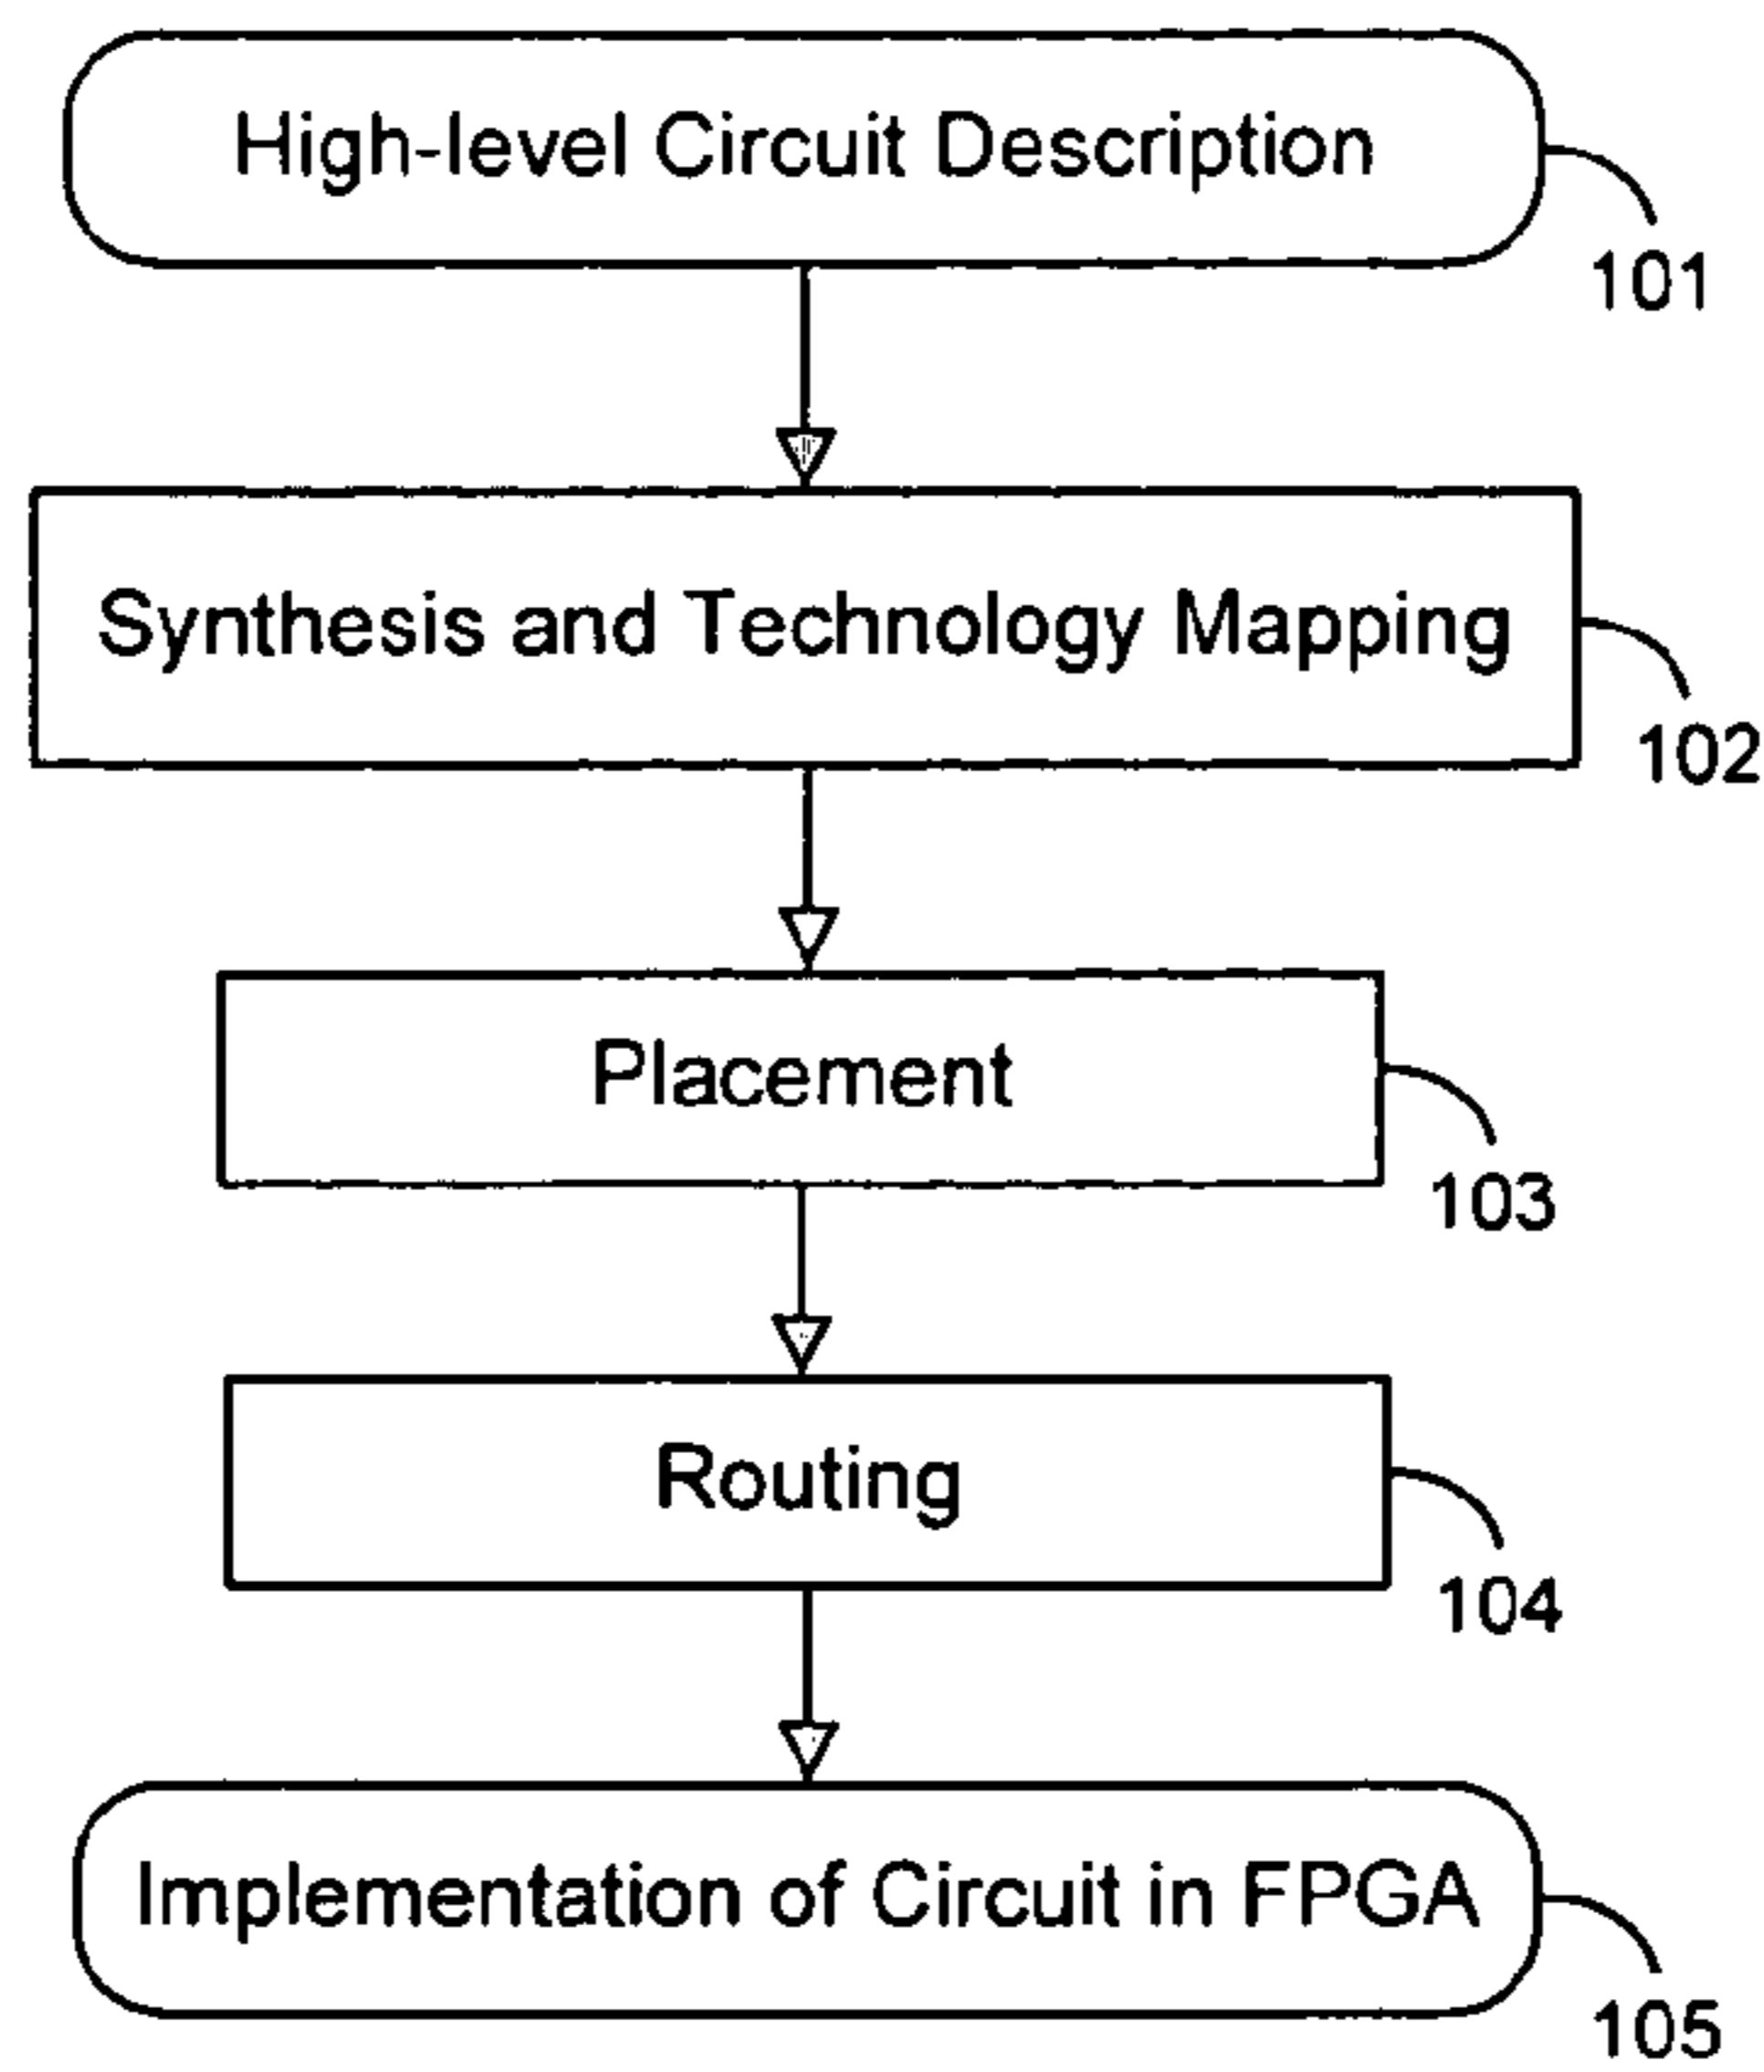 High-level Circuit Description
101
Synthesis and Technology Mapping
102
Placement
103
Routing
104
Implementation of Circuit in FPGA
105